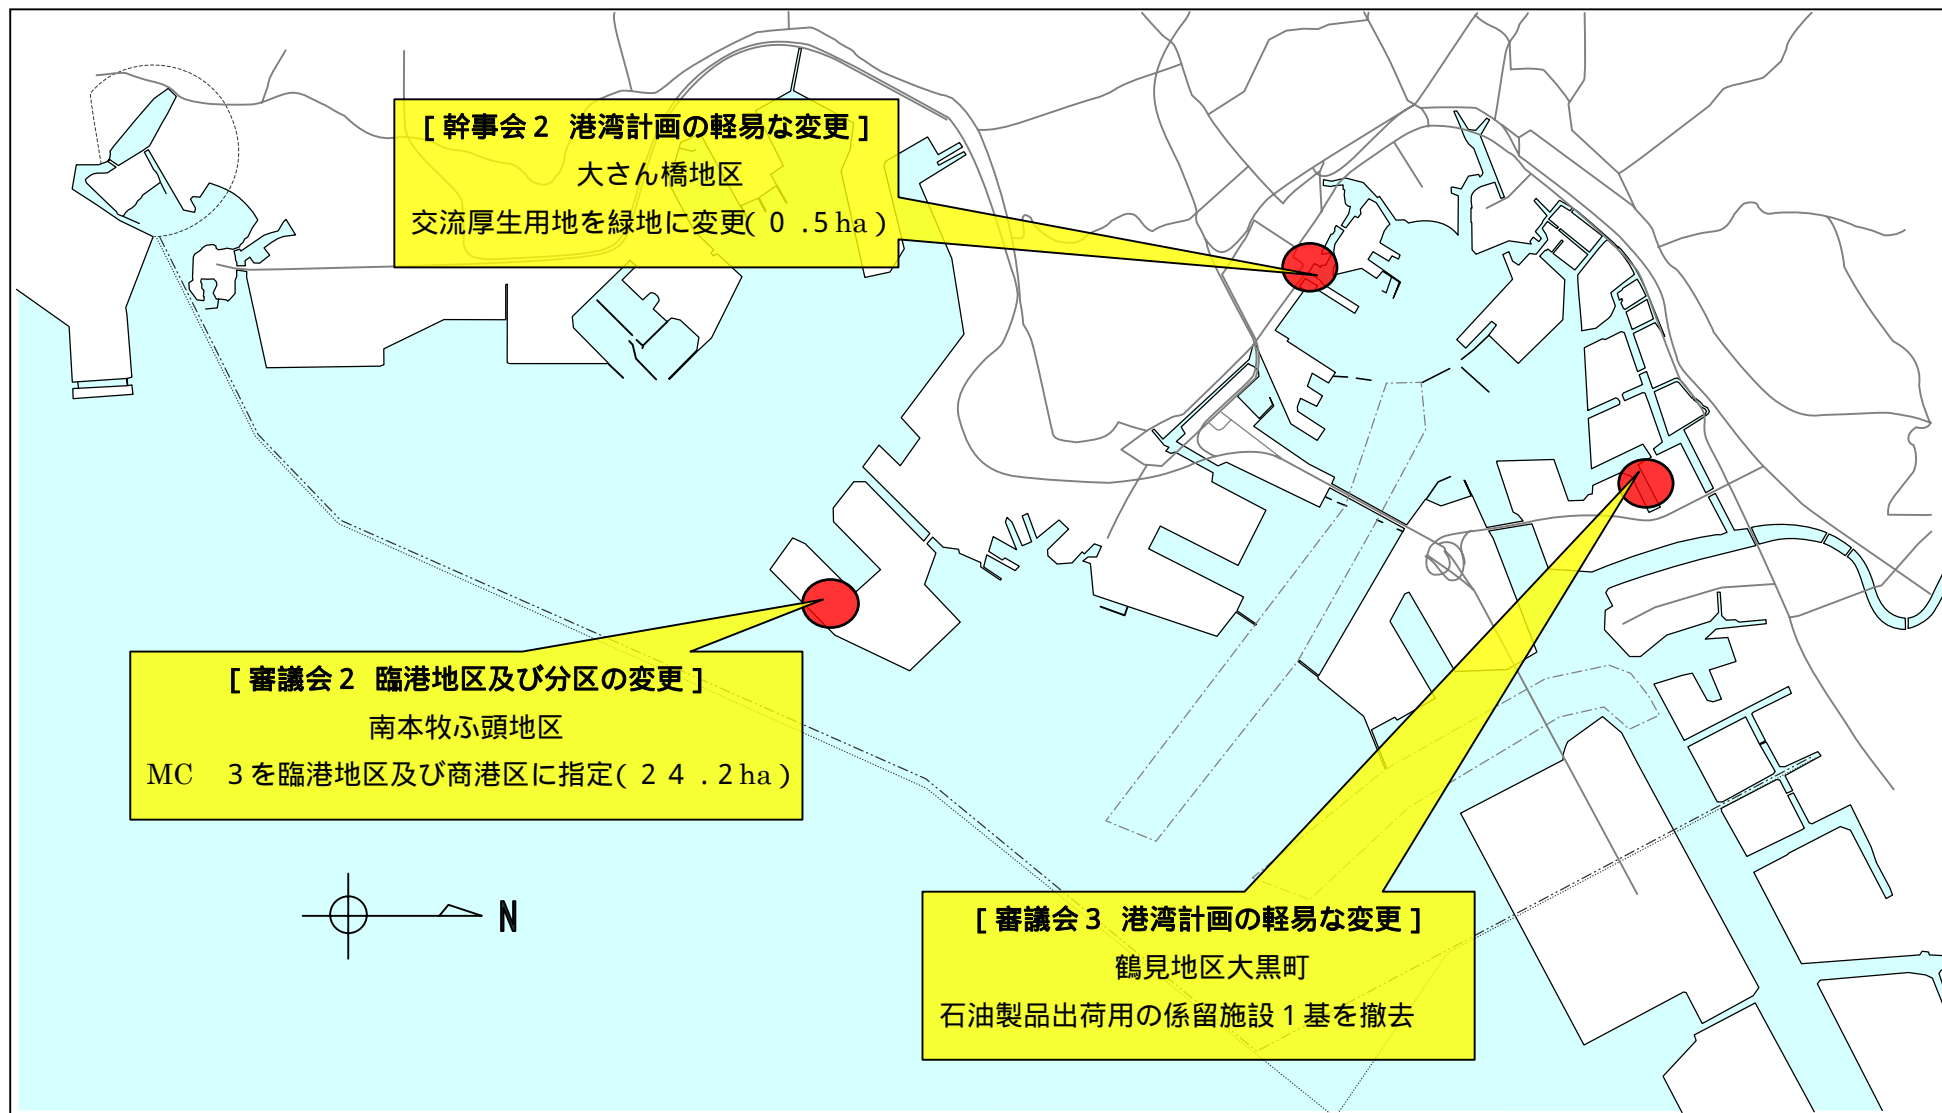 [ 幹事会２ 港湾計画の軽易な変更 ]
大さん橋地区
交流厚生用地を緑地に変更( ０．５ha )
[ 審議会２ 臨港地区及び分区の変更 ]
南本牧ふ頭地区
MC　３を臨港地区及び商港区に指定( ２４．２ha )
N
[ 審議会３ 港湾計画の軽易な変更 ]
鶴見地区大黒町
石油製品出荷用の係留施設１基を撤去